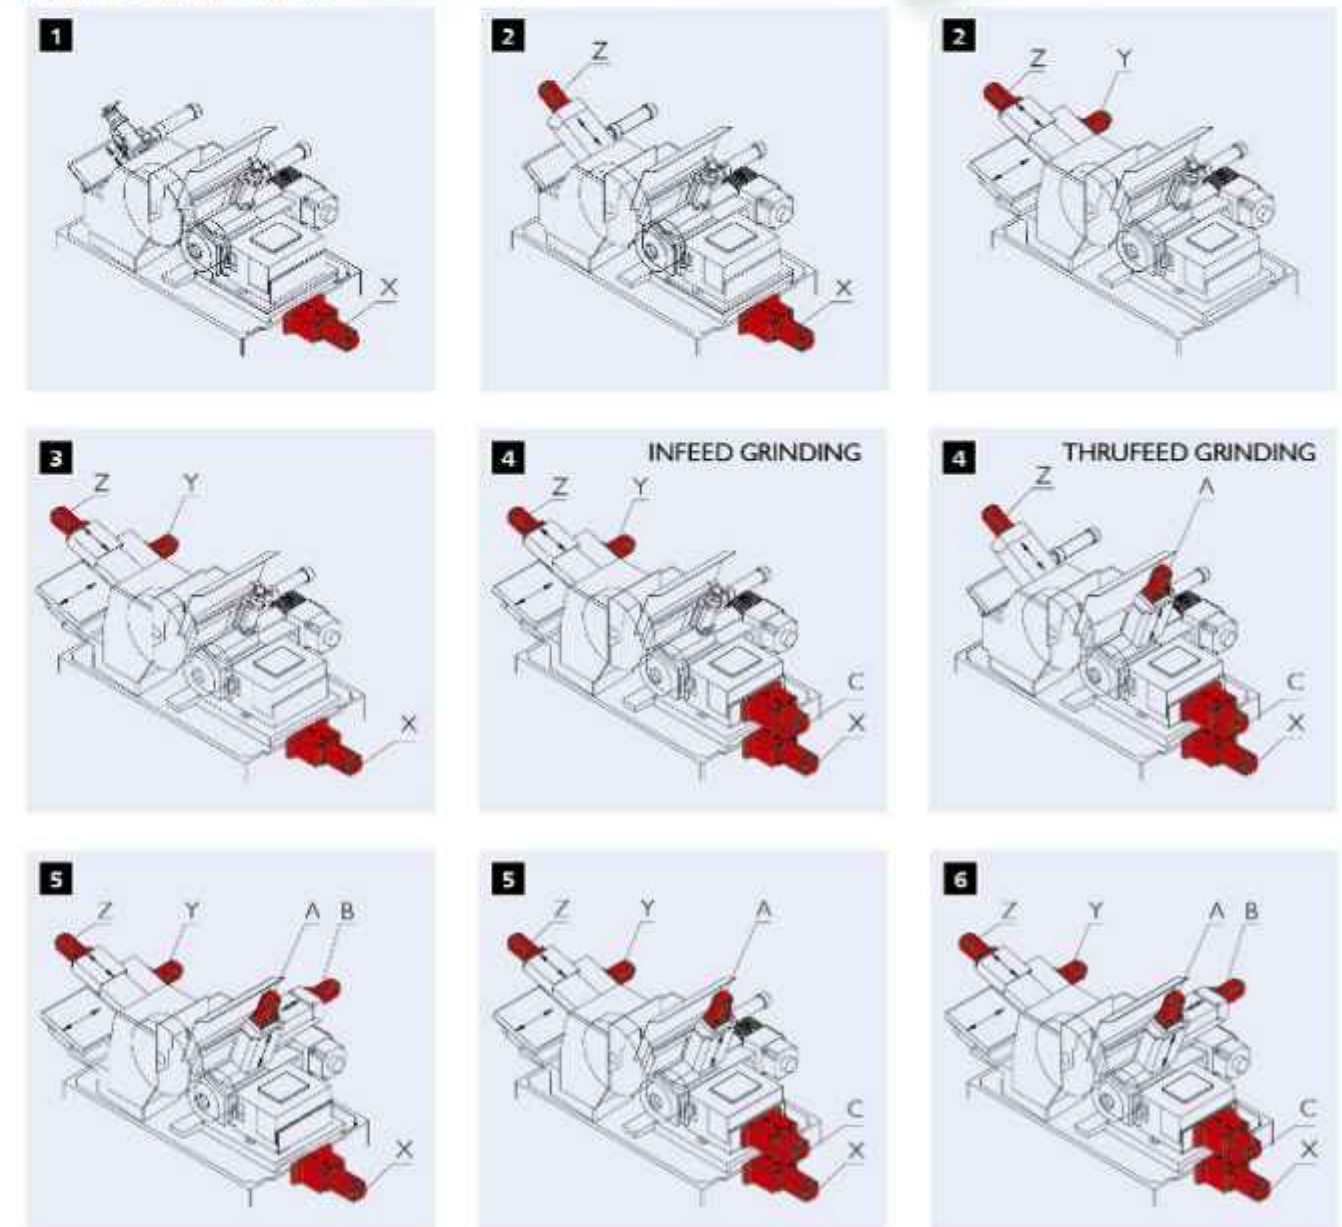 1
X
2
Z
X
2
Z Y
3
Z Y
X
4 INFEED GRINDING
Z Y
C
X
4 THRUFEED GRINDING
Z A
C
X
5
Z Y A B
X
5
Z Y A
C
X
6
Z Y A B
C
X